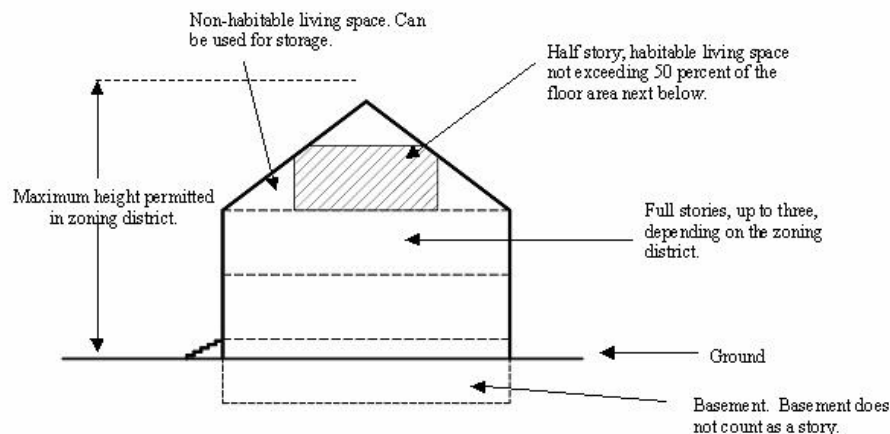 Non-habitable living space. Can
be used for storage.
Half story; habitable living space
not exceeding 50 percent of the
floor area next below.
Maximum height permitted
in zoning district.
Full stories, up to three,
depending on the zoning
district.
Ground
Basement. Basement does
not count as a story.